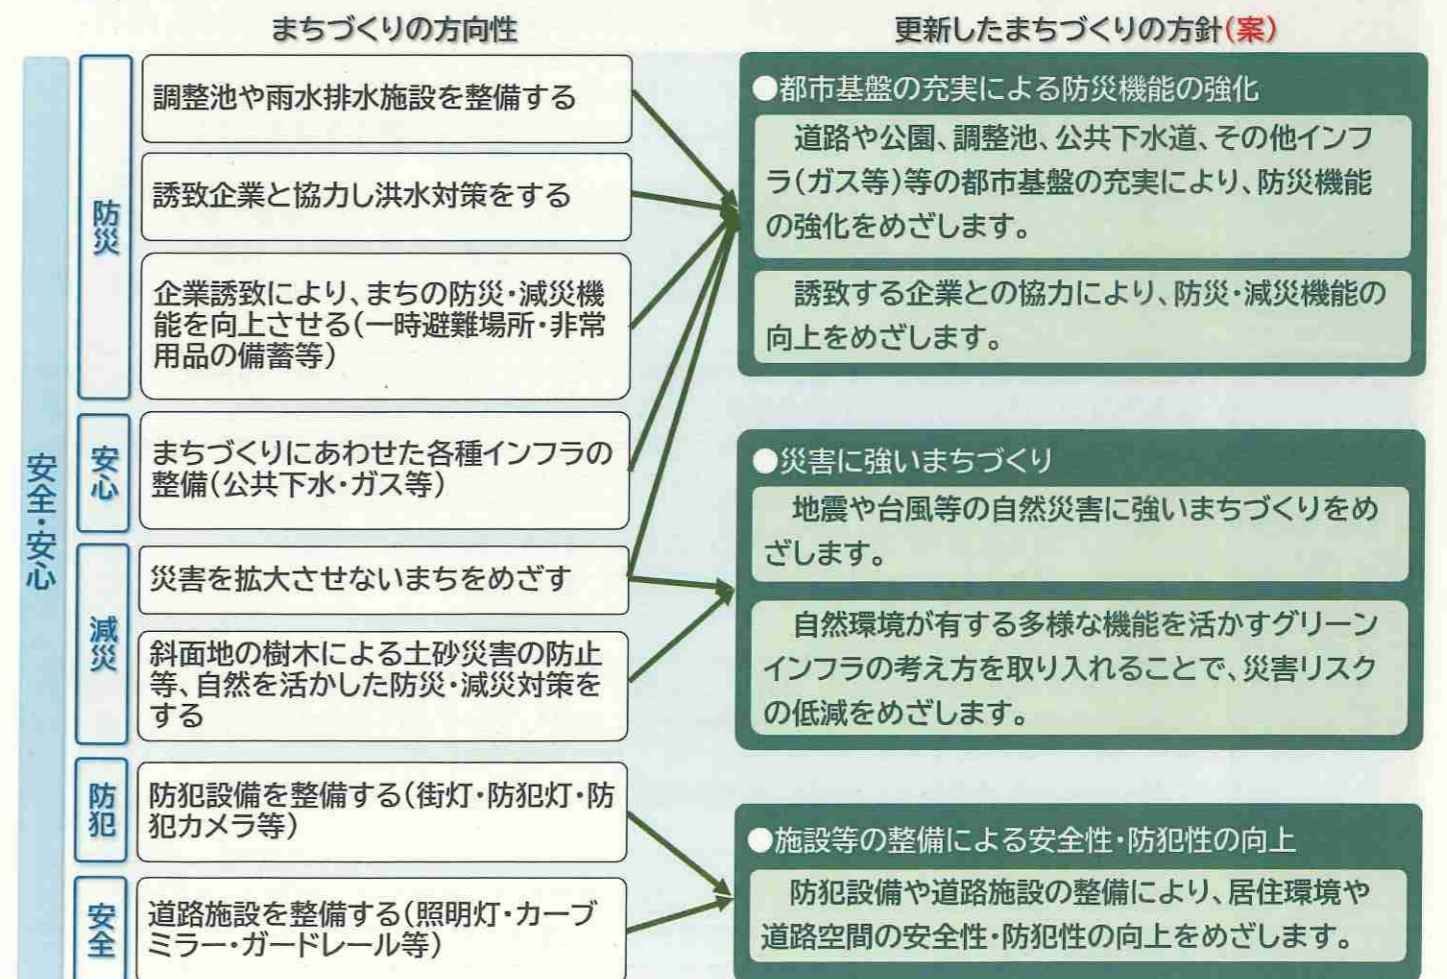 まちづくりの方向性
更新したまちづくりの方針(案)
安全・安心
防災
調整池や雨水排水施設を整備する
誘致企業と協力し洪水対策をする
企業誘致により、まちの防災・減災機
能を向上させる(一時避難場所・非常
用品の備蓄等)
安心
まちづくりにあわせた各種インフラの
整備(公共下水・ガス等)
減災
災害を拡大させないまちをめざす
斜面地の樹木による土砂災害の防止
等、自然を活かした防災・減災対策を
する
防犯
防犯設備を整備する(街灯・防犯灯・防
犯カメラ等)
安全
道路施設を整備する(照明灯・カーブ
ミラー・ガードレール等)
●都市基盤の充実による防災機能の強化
道路や公園、調整池、公共下水道、その他インフ
ラ(ガス等)等の都市基盤の充実により、防災機能
の強化をめざします。
誘致する企業との協力により、防災・減災機能の
向上をめざします。
●災害に強いまちづくり
地震や台風等の自然災害に強いまちづくりをめ
ざします。
自然環境が有する多様な機能を活かすグリーン
インフラの考え方を取り入れることで、災害リスク
の低減をめざします。
●施設等の整備による安全性・防犯性の向上
防犯設備や道路施設の整備により、居住環境や
道路空間の安全性・防犯性の向上をめざします。